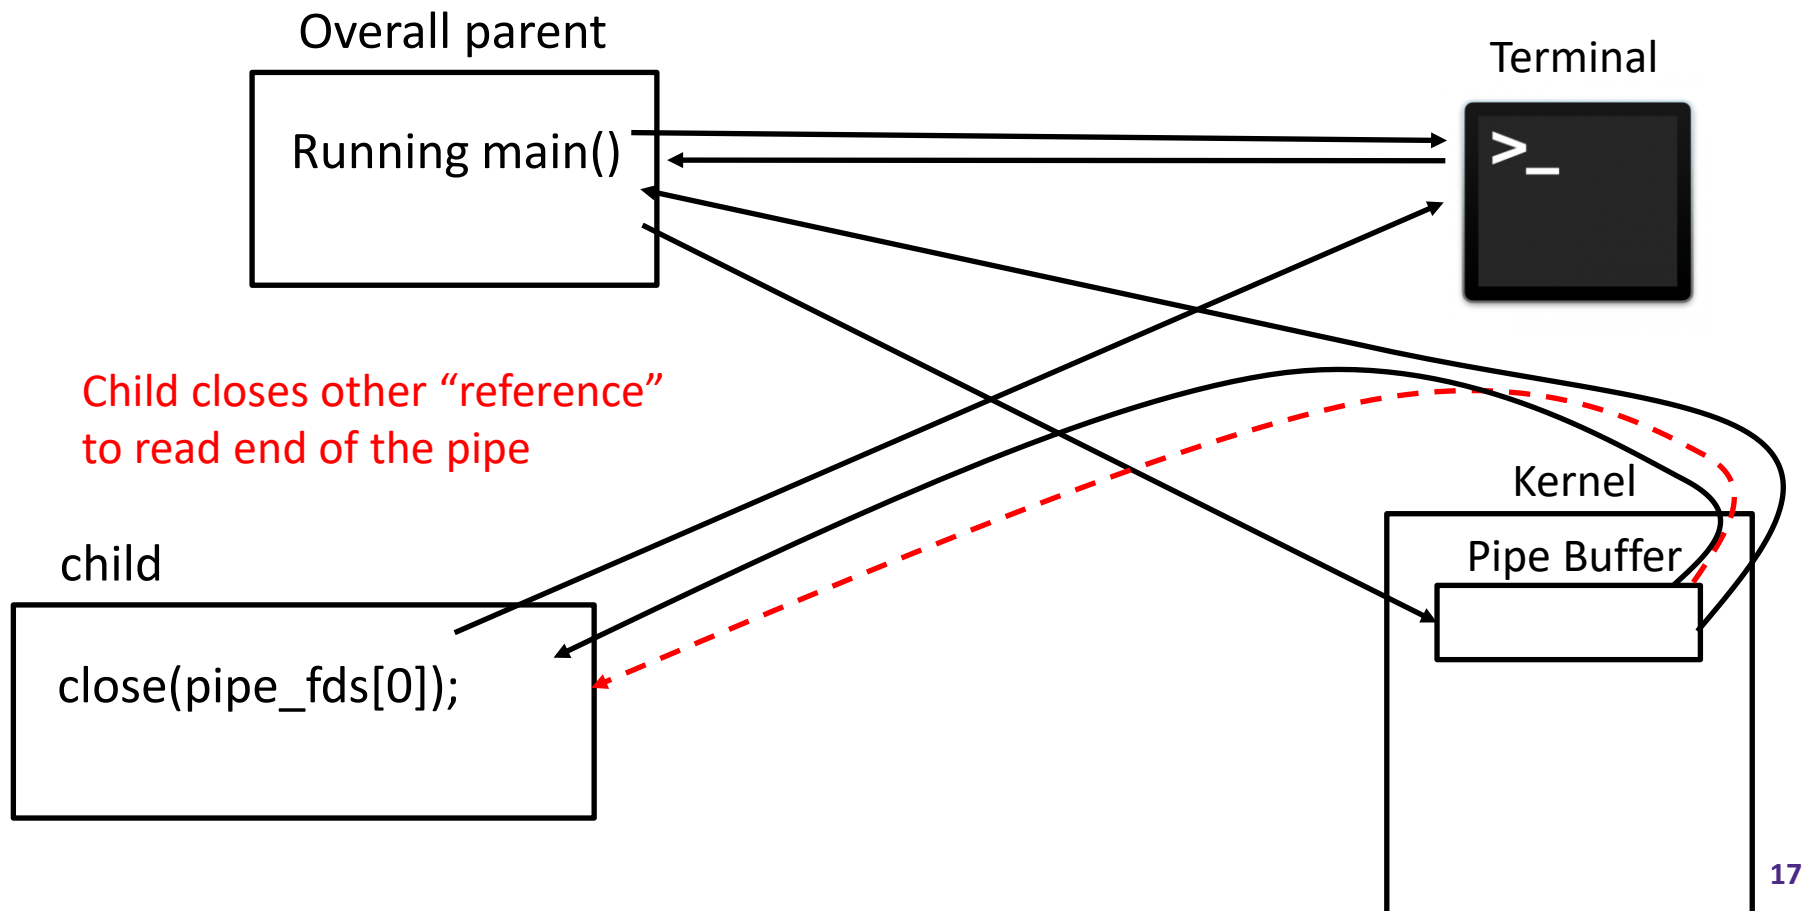 Overall parent
Terminal
Running main()
>_
Child closes other “reference”
to read end of the pipe
Kernel
child
Pipe Buffer
close(pipe_fds[0]);
17